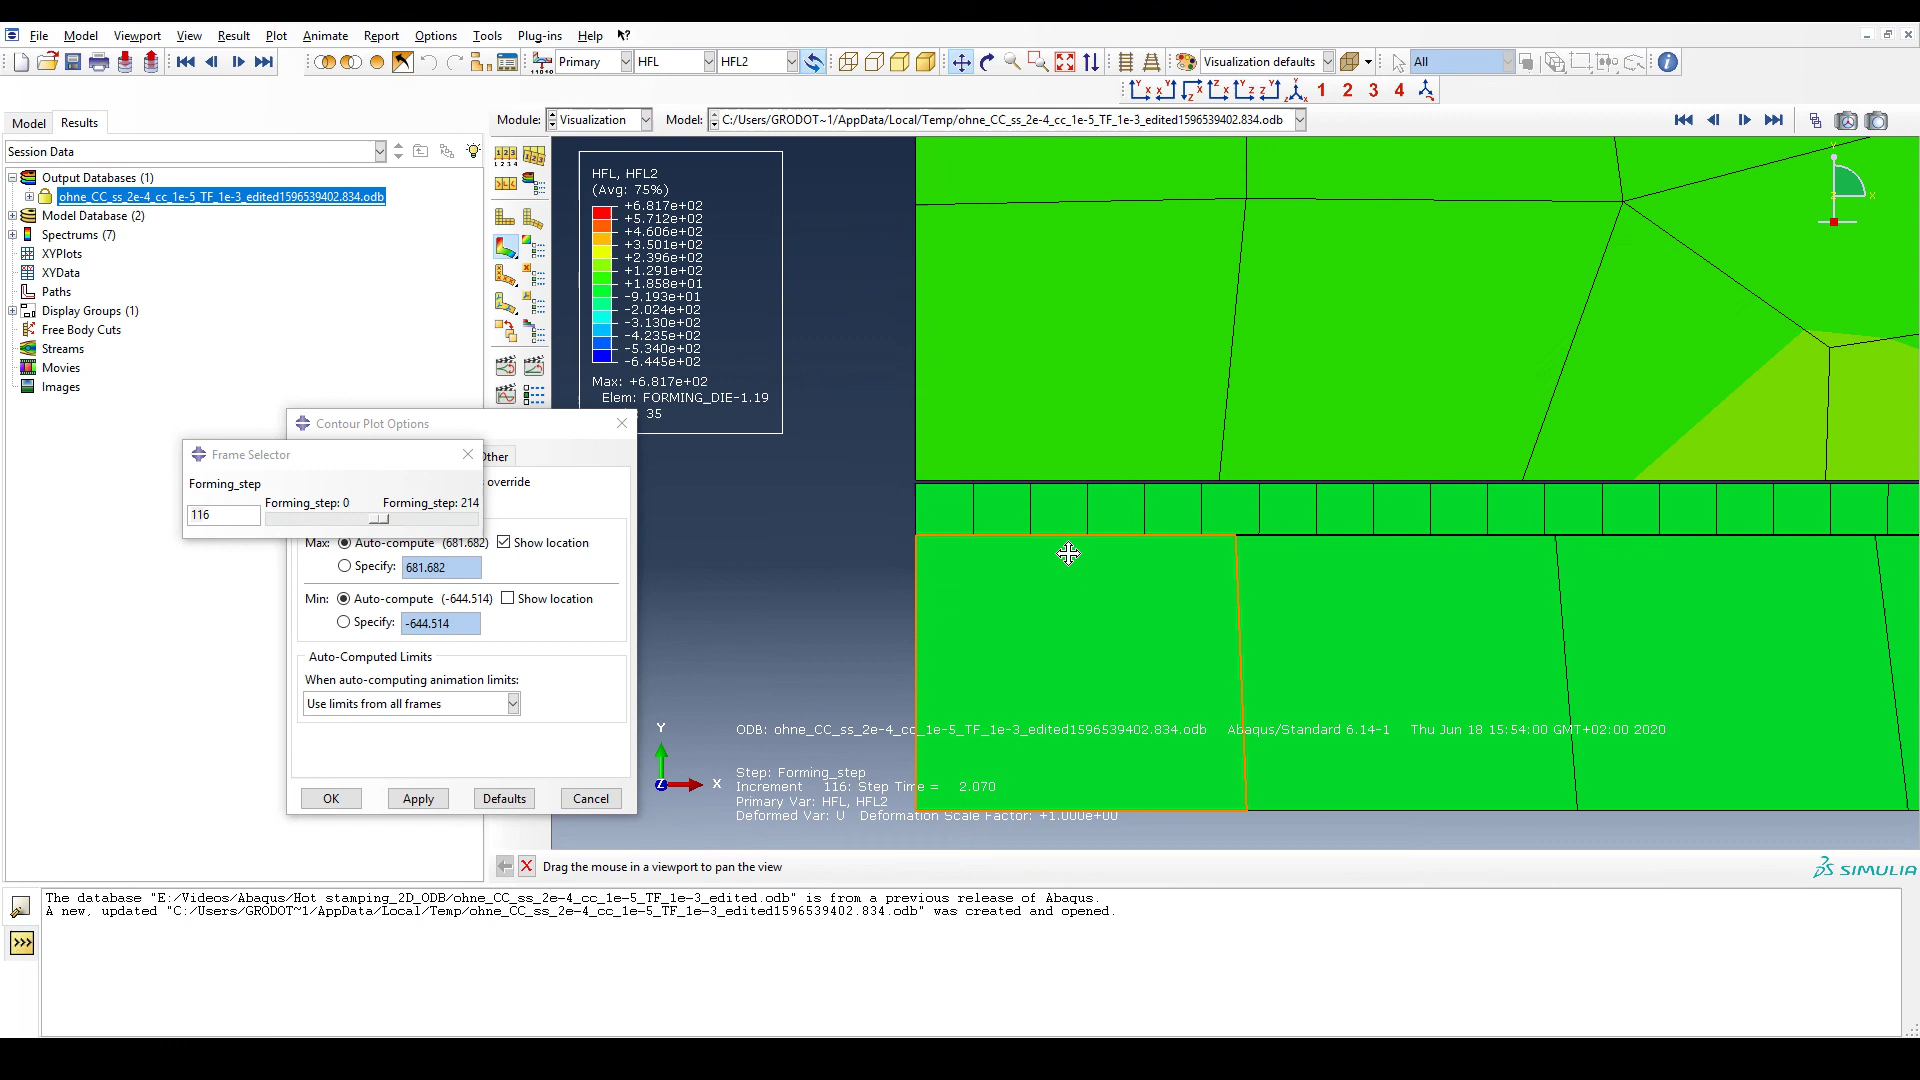 File Model Viewport View Result Plot Animate Report Options Tools Plug-ins Help
Primary HFL HFL2 Visualization defaults All
1 2 3 4
Model Results
Module: Visualization Model: C:/Users/GRODOT~1/AppData/Local/Temp/ohne_CC_ss_2e-4_cc_1e-5_TF_1e-3_edited1596539402.834.odb
Session Data
Output Databases (1)
ohne_CC_ss_2e-4_cc_1e-5_TF_1e-3_edited1596539402.834.odb
Model Database (2)
Spectrums (7)
XYPlots
XYData
Paths
Display Groups (1)
Free Body Cuts
Streams
Movies
Images
HFL, HFL2
(Avg: 75%)
+6.817e+02
+5.712e+02
+4.606e+02
+3.501e+02
+2.396e+02
+1.291e+02
+1.858e+01
-9.193e+01
-2.024e+02
-3.130e+02
-4.235e+02
-5.340e+02
-6.445e+02
Max: +6.817e+02
Elem: FORMING_DIE-1.19
35
Contour Plot Options
Other
override
Frame Selector
Forming_step
Forming_step: 0 Forming_step: 214
116
Max: Auto-compute (681.682) Show location
Specify: 681.682
Min: Auto-compute (-644.514) Show location
Specify: -644.514
Auto-Computed Limits
When auto-computing animation limits:
Use limits from all frames
OK Apply Defaults Cancel
Y
X
Z
Y
X
ODB: ohne_CC_ss_2e-4_cc_1e-5_TF_1e-3_edited1596539402.834.odb Abaqus/Standard 6.14-1 Thu Jun 18 15:54:00 GMT+02:00 2020
Step: Forming_step
Increment 116: Step Time = 2.070
Primary Var: HFL, HFL2
Deformed Var: U Deformation Scale Factor: +1.000e+00
Drag the mouse in a viewport to pan the view
SIMULIA
The database "E:/Videos/Abaqus/Hot stamping_2D_ODB/ohne_CC_ss_2e-4_cc_1e-5_TF_1e-3_edited.odb" is from a previous release of Abaqus.
A new, updated "C:/Users/GRODOT~1/AppData/Local/Temp/ohne_CC_ss_2e-4_cc_1e-5_TF_1e-3_edited1596539402.834.odb" was created and opened.
>>>